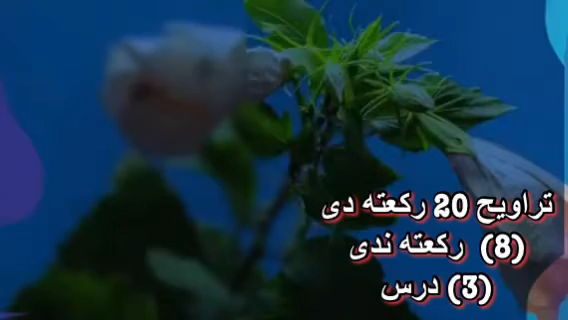 تراویح 20 رکعته دی
(8) رکعته ندی
(3) درس